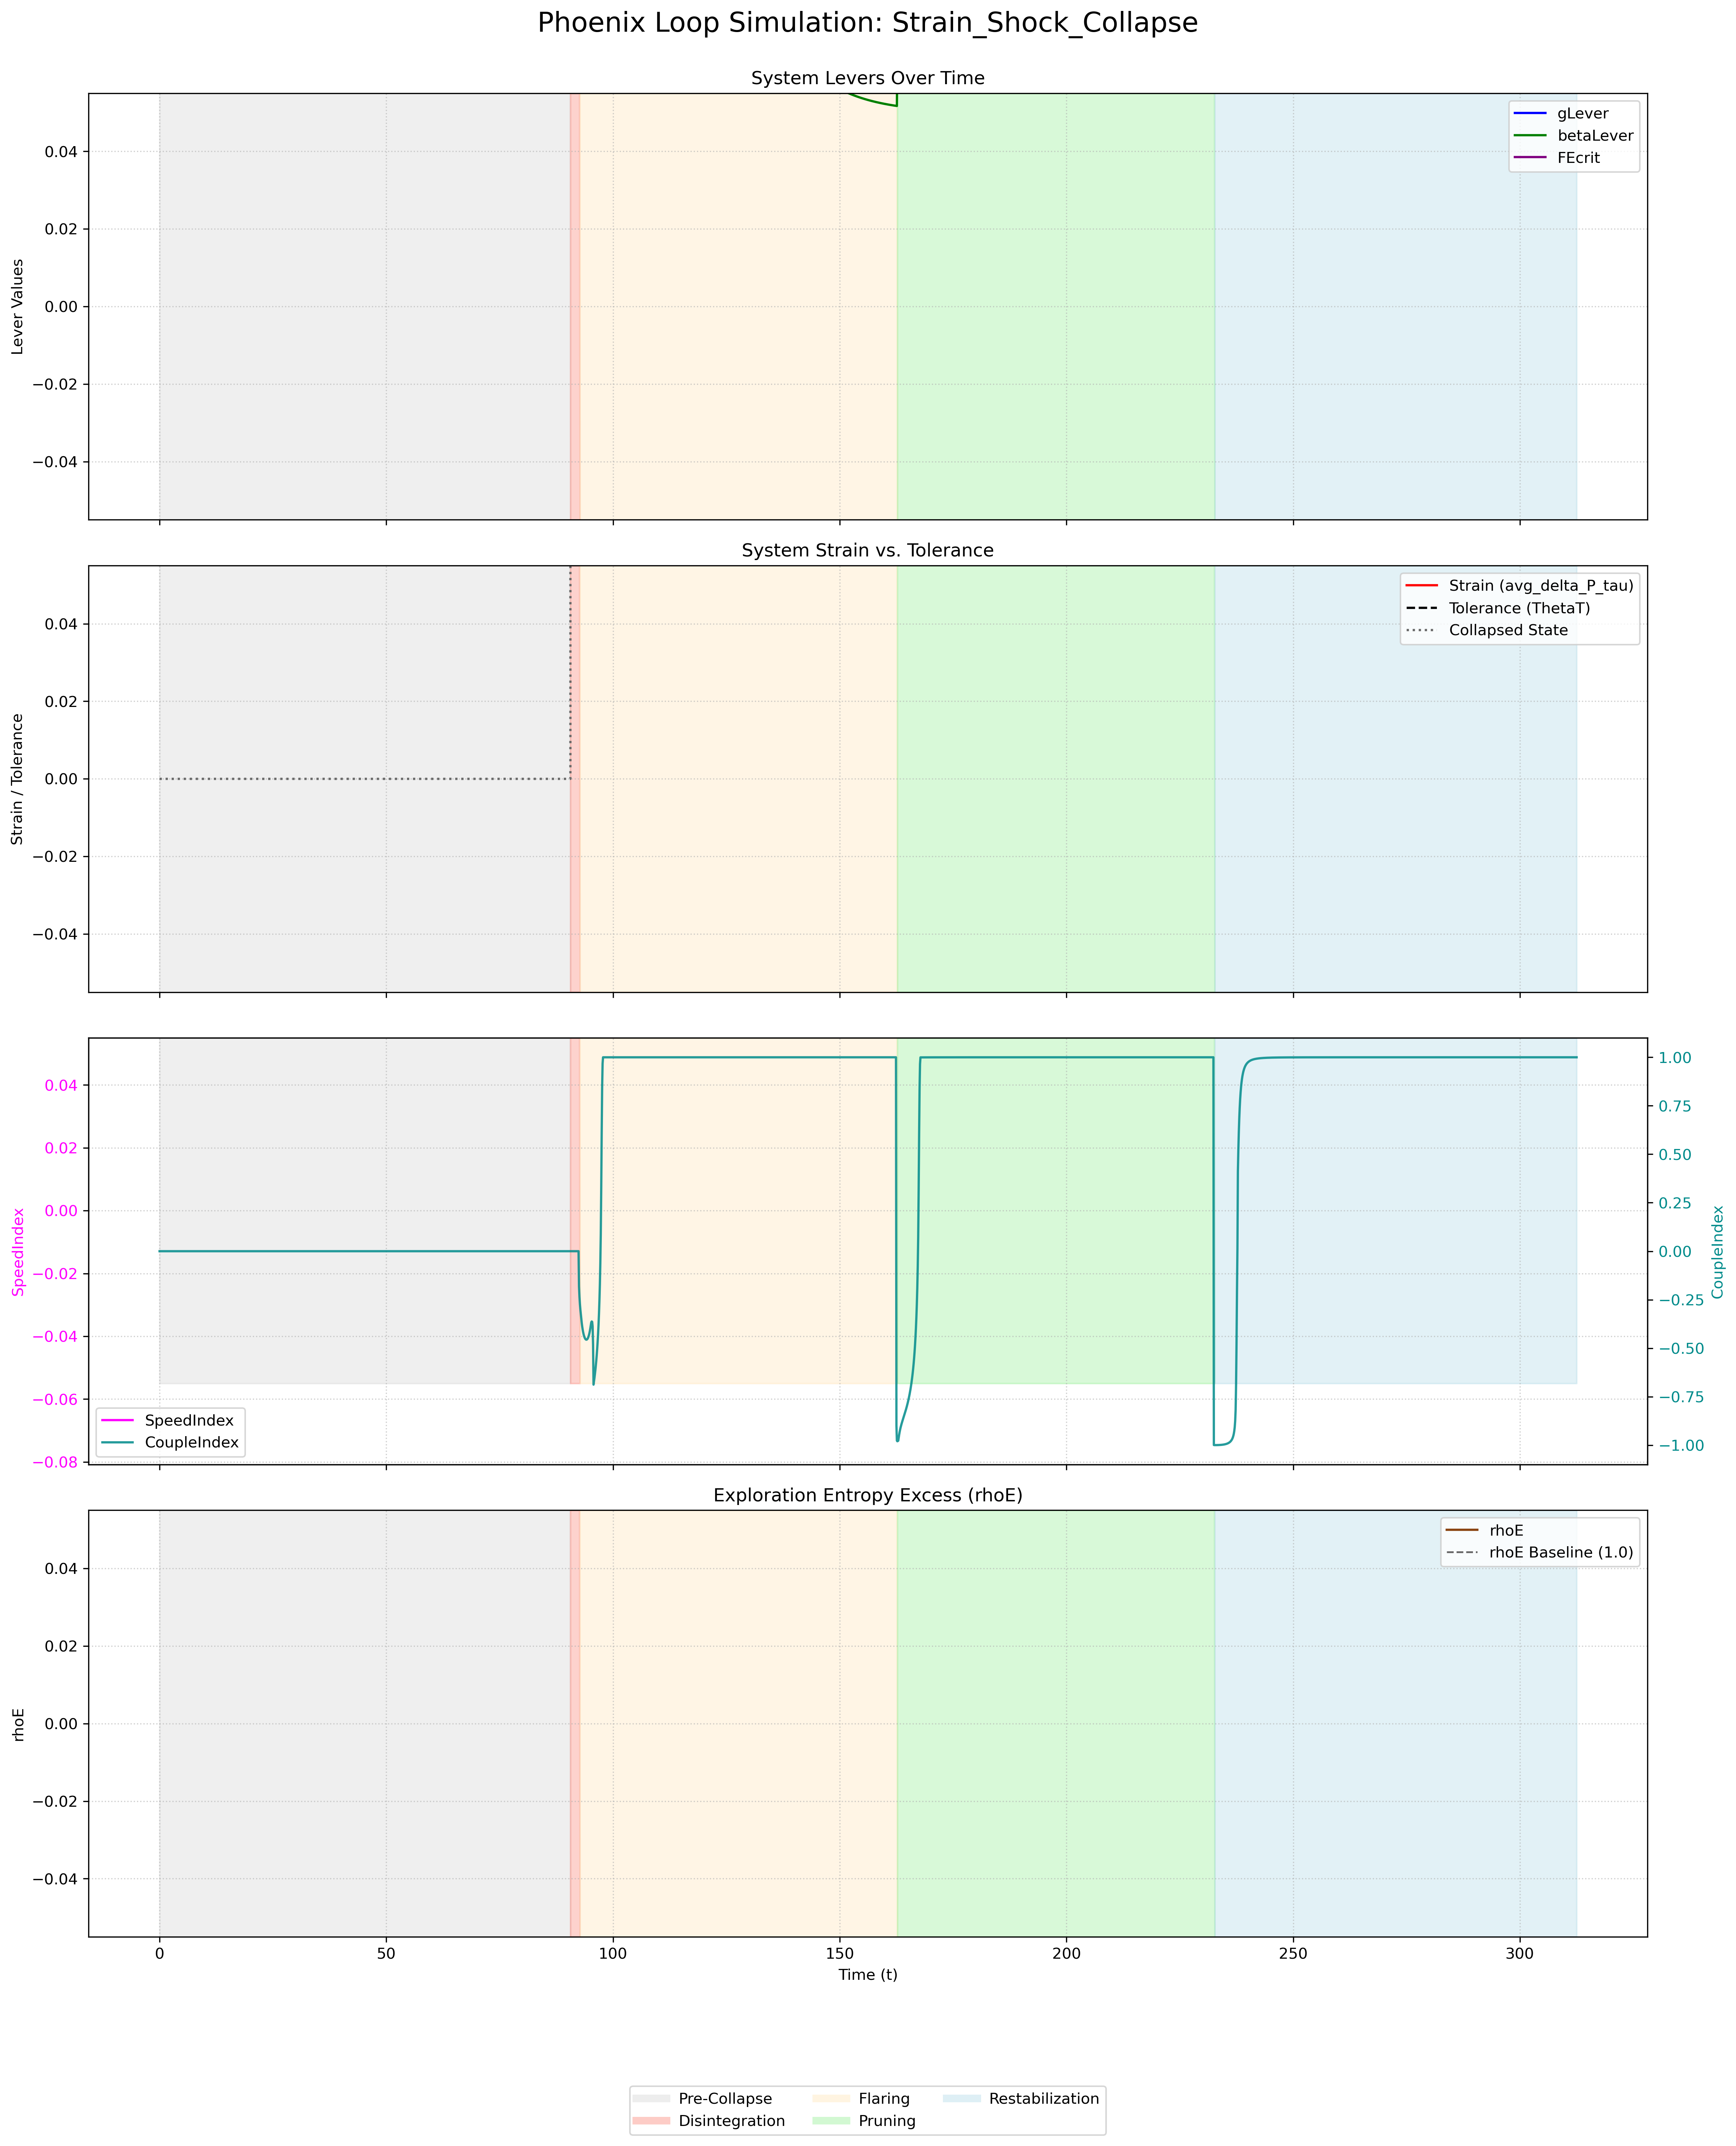 Phoenix Loop Simulation: Strain_Shock_Collapse
System Levers Over Time
Lever Values
0.04
0.02
0.00
−0.02
−0.04
gLever
betaLever
FEcrit
System Strain vs. Tolerance
Strain / Tolerance
0.04
0.02
0.00
−0.02
−0.04
Strain (avg_delta_P_tau)
Tolerance (ThetaT)
Collapsed State
SpeedIndex
0.04
0.02
0.00
−0.02
−0.04
−0.06
−0.08
SpeedIndex
CoupleIndex
1.00
0.75
0.50
0.25
0.00
−0.25
−0.50
−0.75
−1.00
CoupleIndex
Exploration Entropy Excess (rhoE)
rhoE
0.04
0.02
0.00
−0.02
−0.04
rhoE
rhoE Baseline (1.0)
0 50 100 150 200 250 300
Time (t)
Pre-Collapse
Disintegration
Flaring
Pruning
Restabilization